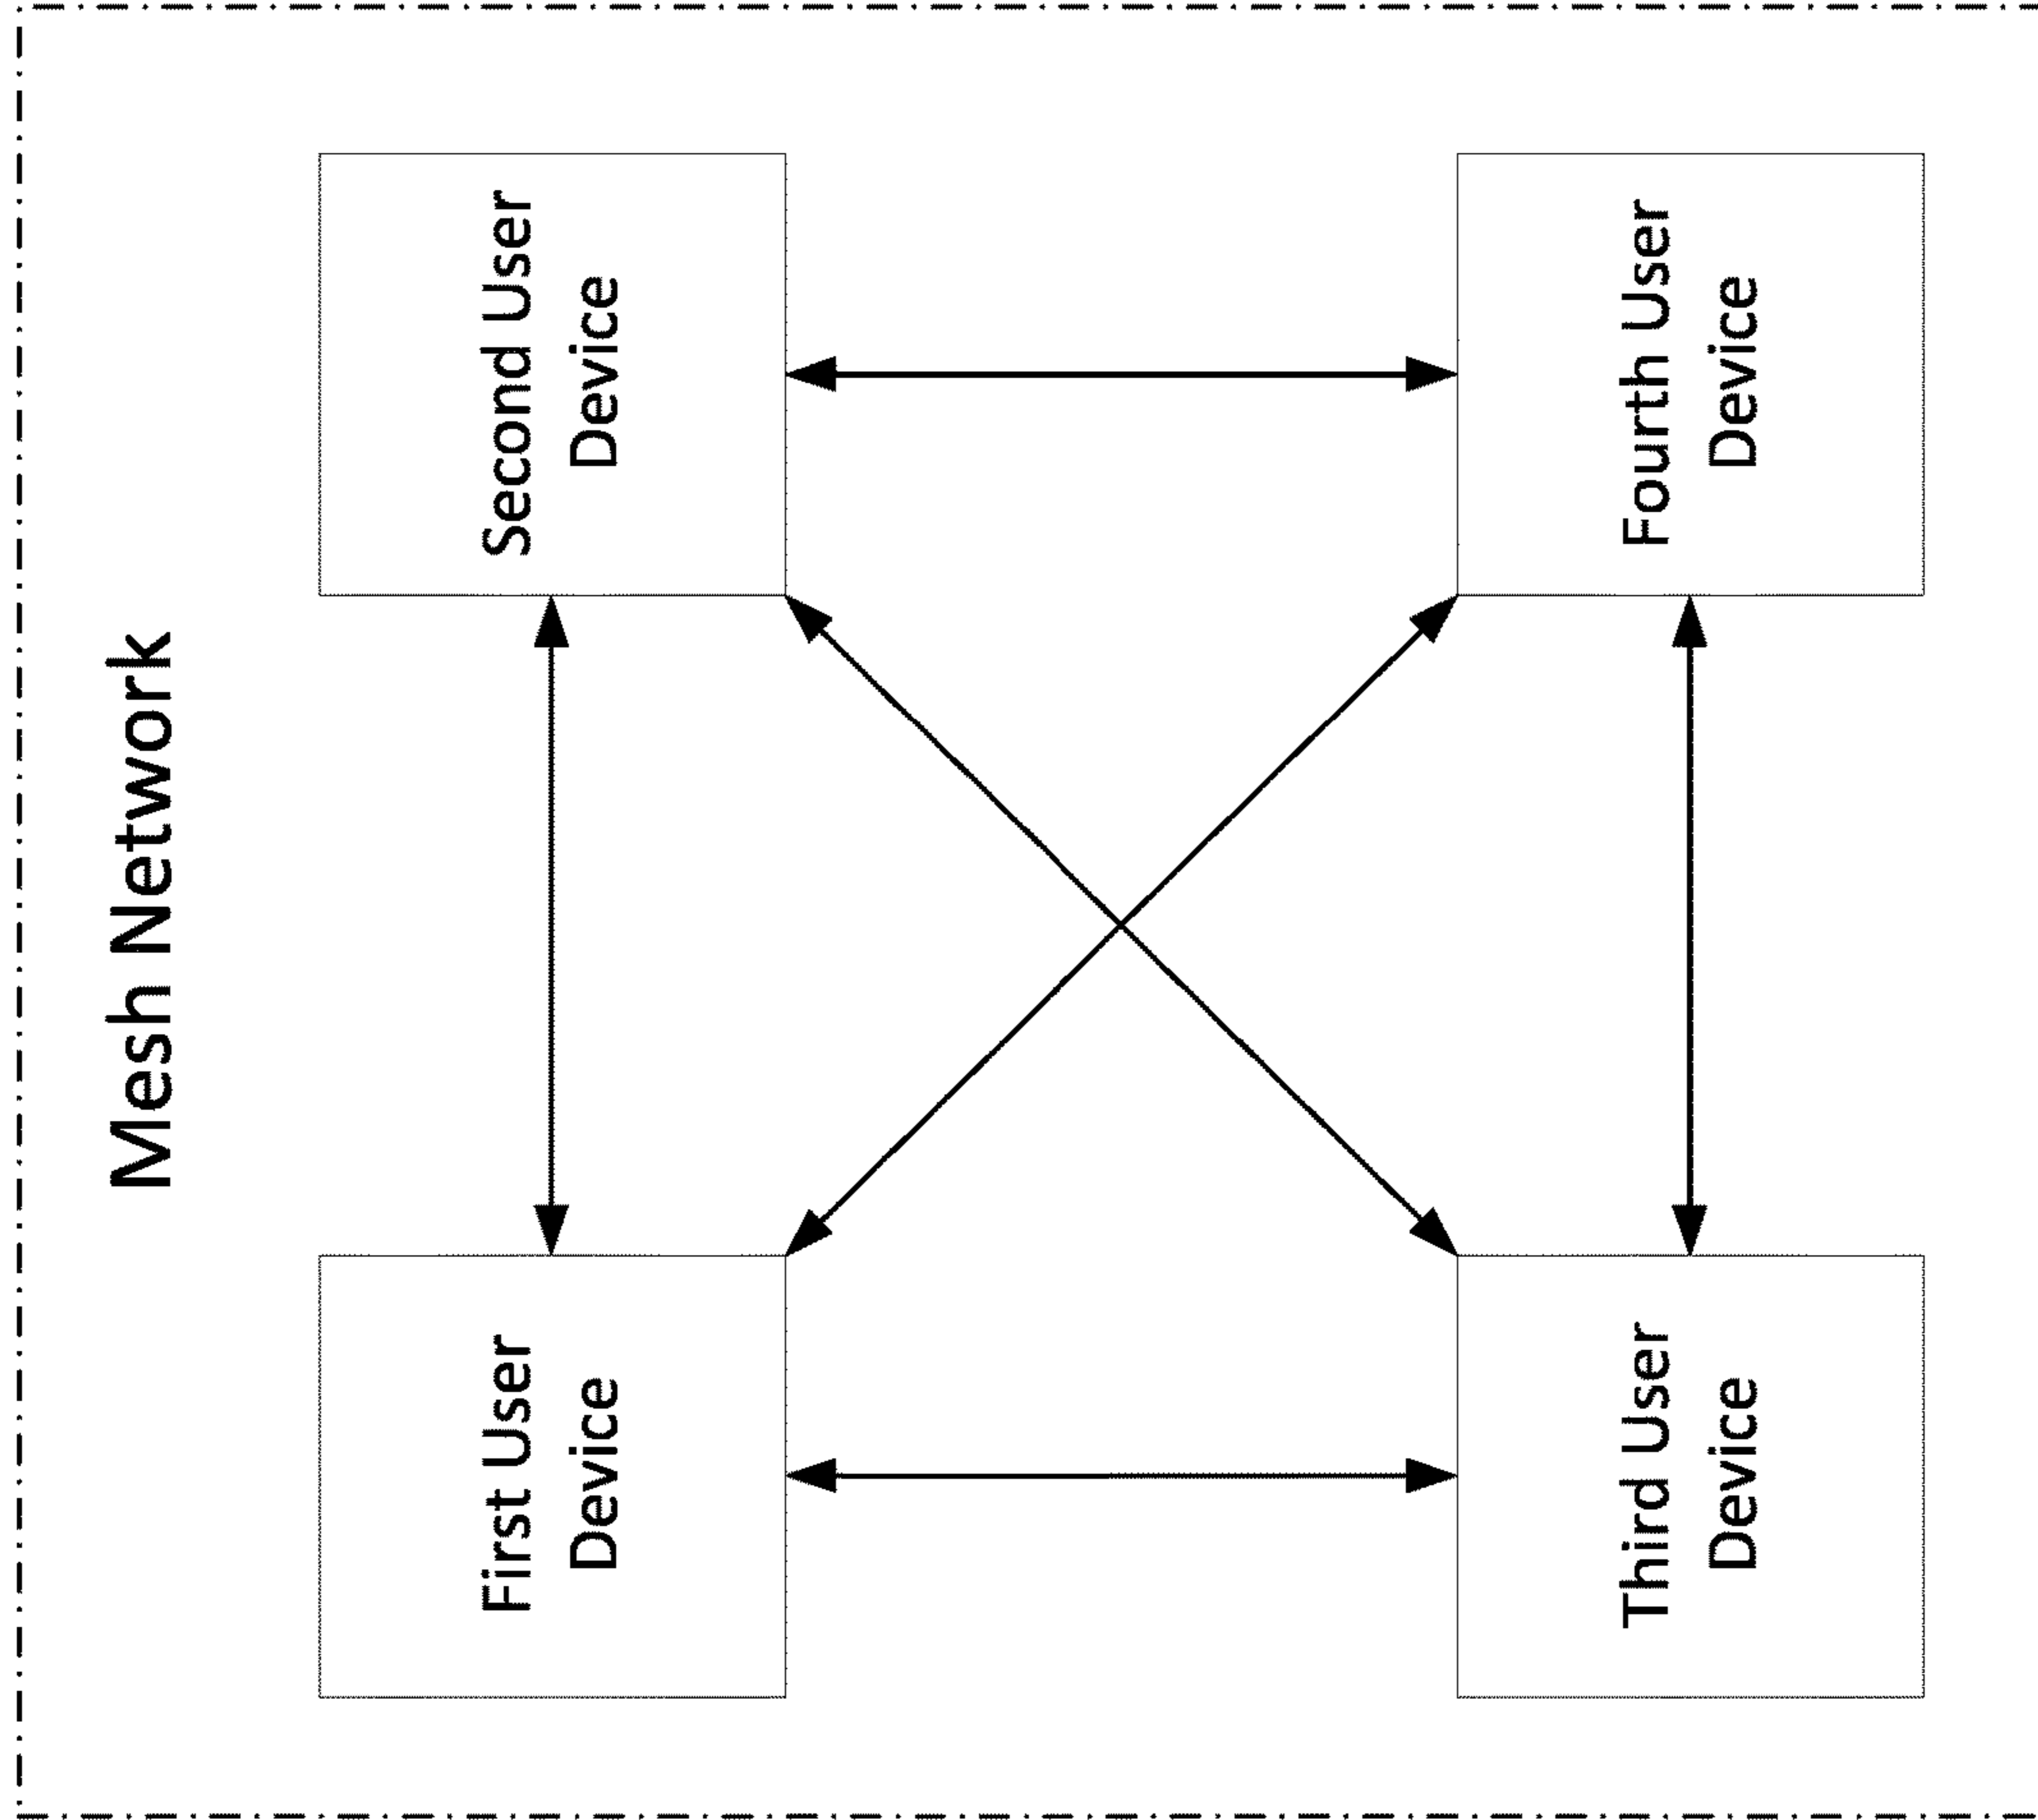 Mesh Network
First User
Device
Second User
Device
Third User
Device
Fourth User
Device